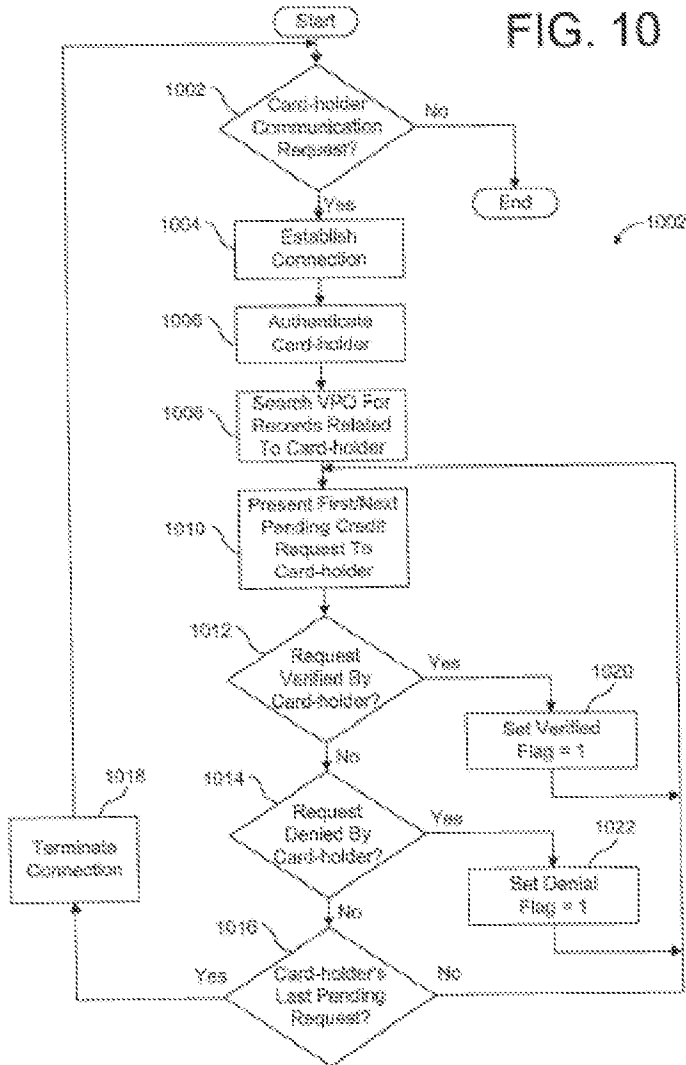 FIG. 10
Start
1002
Card-holder
Communication
Request?
No
End
1002
Yes
1004
Establish
Connection
1006
Authenticate
Card-holder
1008
Search VPO For
Records Related
To Card-holder
1010
Present First/Next
Pending Credit
Request To
Card-holder
1012
Request
Verified By
Card-holder?
Yes
1020
Set Verified
Flag = 1
No
1014
Request
Denied By
Card-holder?
Yes
1022
Set Denial
Flag = 1
No
1016
Card-holder's
Last Pending
Request?
Yes
No
1018
Terminate
Connection